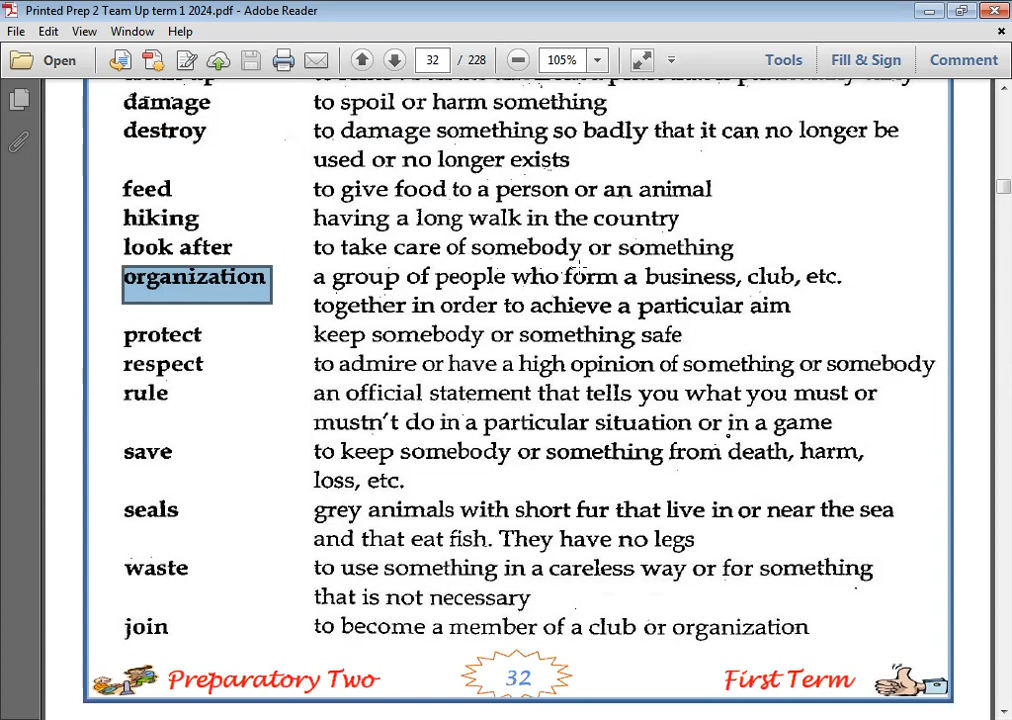 Printed Prep 2 Team Up term 1 2024.pdf - Adobe Reader
File Edit View Window Help
Open 32 / 228 105% Tools Fill & Sign Comment
damage to spoil or harm something
destroy to damage something so badly that it can no longer be
used or no longer exists
feed to give food to a person or an animal
hiking having a long walk in the country
look after to take care of somebody or something
organization a group of people who form a business, club, etc.
together in order to achieve a particular aim
protect keep somebody or something safe
respect to admire or have a high opinion of something or somebody
rule an official statement that tells you what you must or
mustn't do in a particular situation or in a game
save to keep somebody or something from death, harm,
loss, etc.
seals grey animals with short fur that live in or near the sea
and that eat fish. They have no legs
waste to use something in a careless way or for something
that is not necessary
join to become a member of a club or organization
Preparatory Two 32 First Term